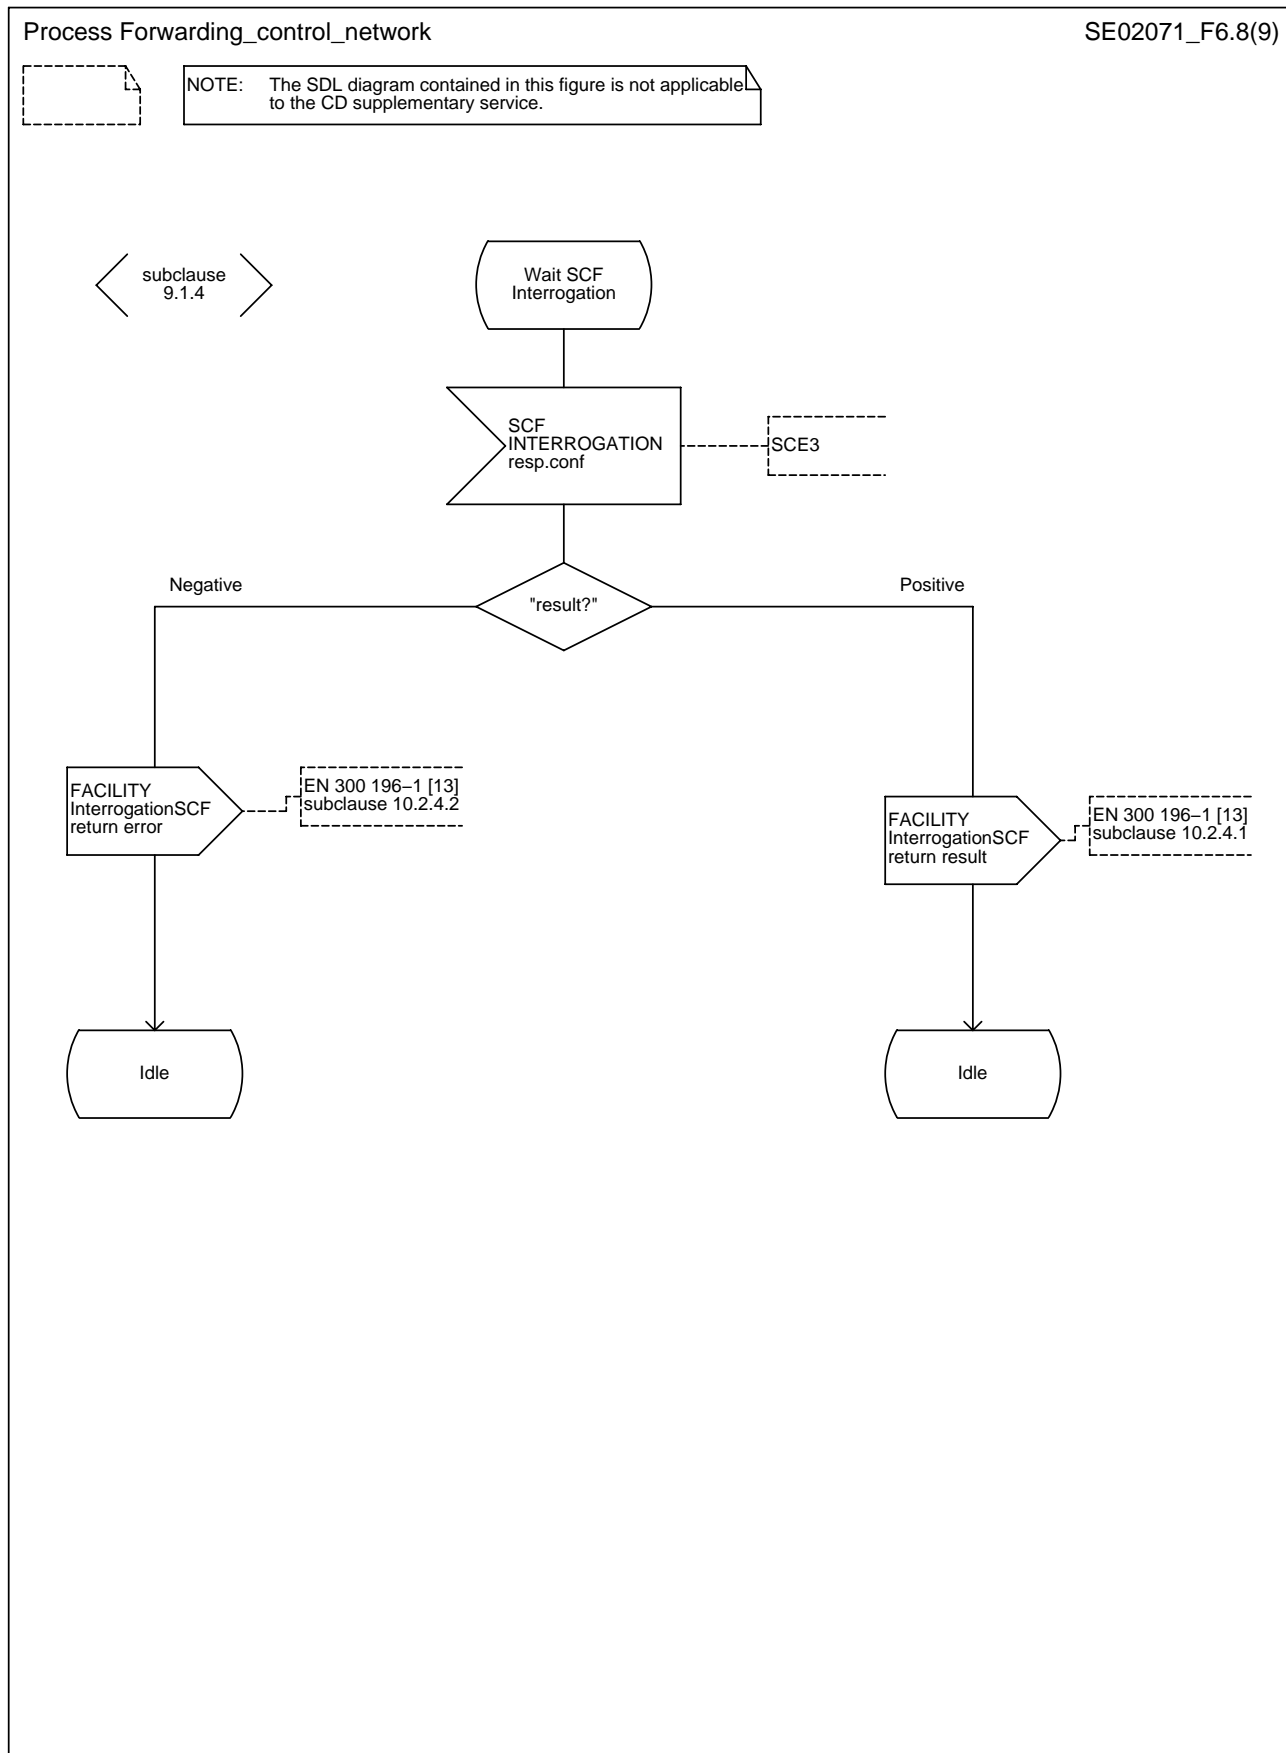 Process Forwarding_control_network
SE02071_F6.8(9)
NOTE: The SDL diagram contained in this figure is not applicable
to the CD supplementary service.
subclause
9.1.4
Wait SCF
Interrogation
SCF
INTERROGATION
resp.conf
SCE3
Negative
"result?"
Positive
FACILITY
InterrogationSCF
return error
EN 300 196–1 [13]
subclause 10.2.4.2
FACILITY
InterrogationSCF
return result
EN 300 196–1 [13]
subclause 10.2.4.1
Idle
Idle